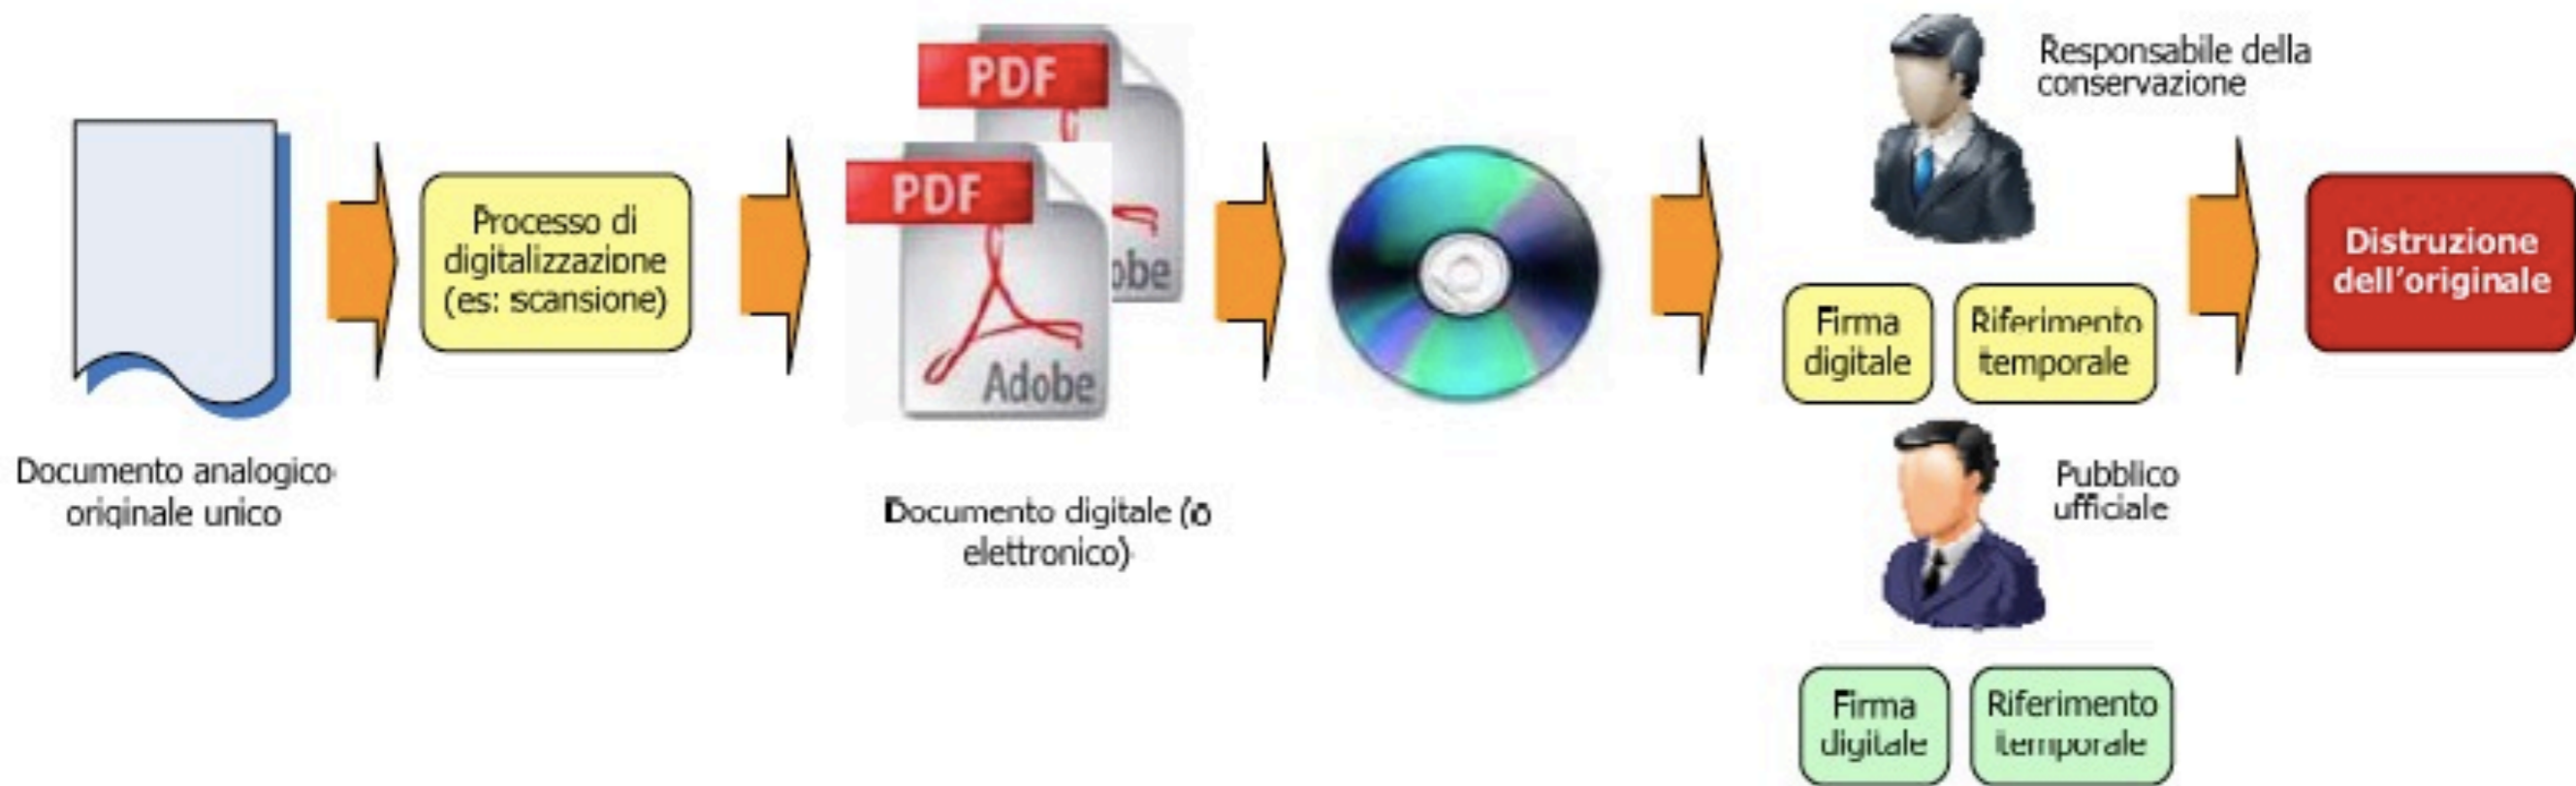 Documento analogico
originale unico
Processo di
digitalizzazione
(es: scansione)
PDF
PDF
obe
Adobe
Documento digitale (o
elettronico)
Responsabile della
conservazione
Firma
digitale
Riferimento
temporale
Pubblico
ufficiale
Firma
digitale
Riferimento
temporale
Distruzione
dell'originale